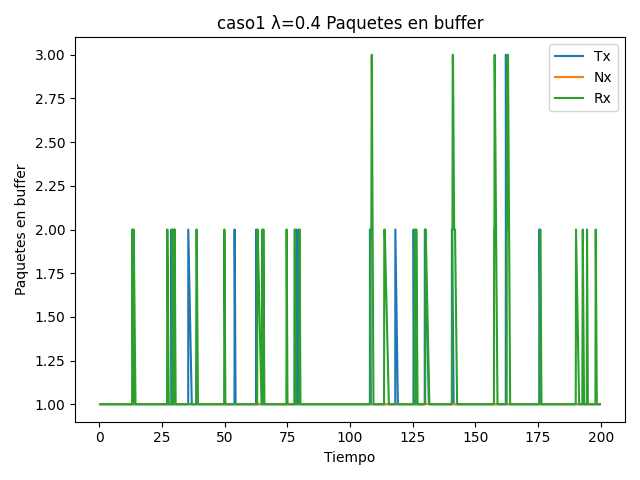 caso1 λ=0.4 Paquetes en buffer
Tx
Nx
Rx
Paquetes en buffer
3.00
2.75
2.50
2.25
2.00
1.75
1.50
1.25
1.00
0 25 50 75 100 125 150 175 200
Tiempo